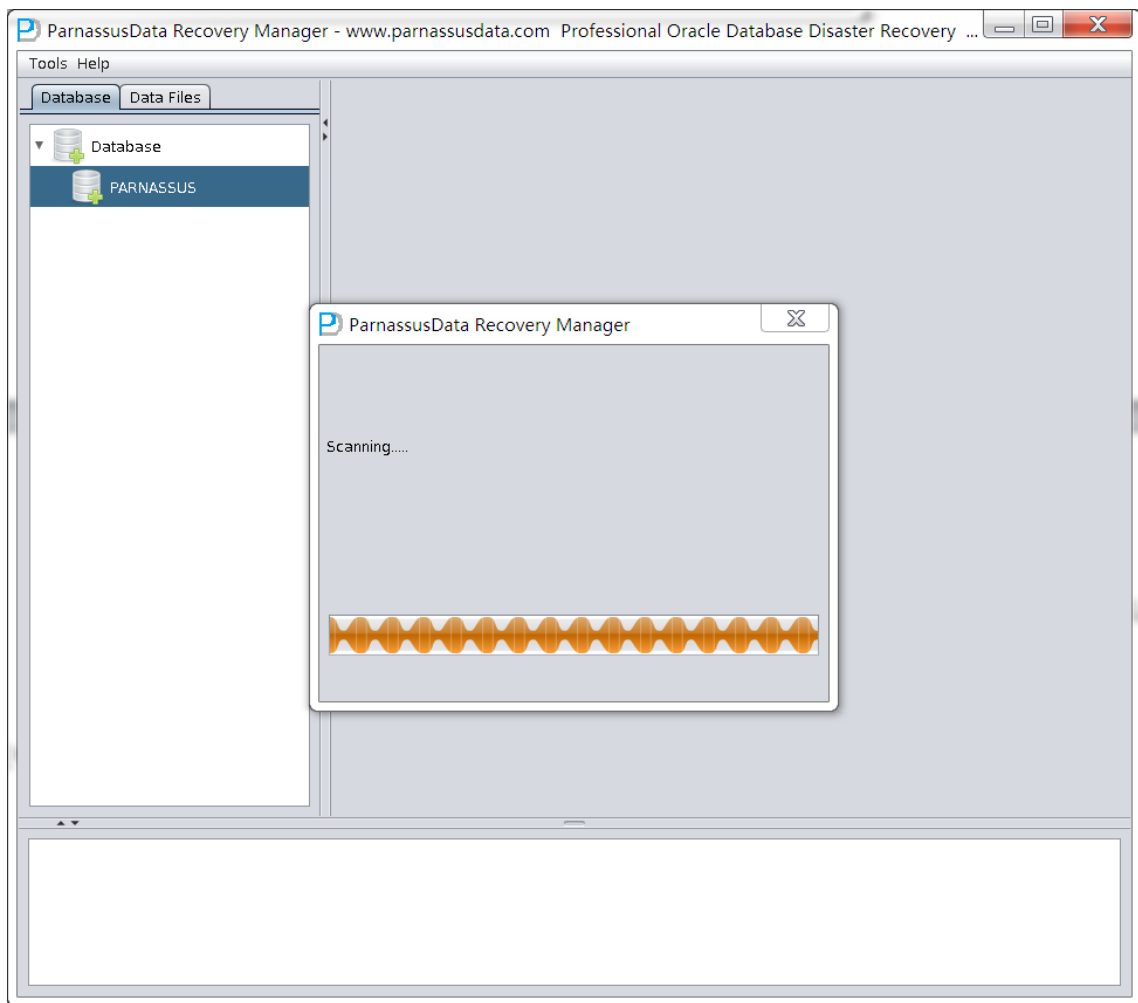 ParnassusData Recovery Manager - www.parnassusdata.com Professional Oracle Database Disaster Recovery ...
Tools Help
Database Data Files
Database
PARNASSUS
ParnassusData Recovery Manager
Scanning.....